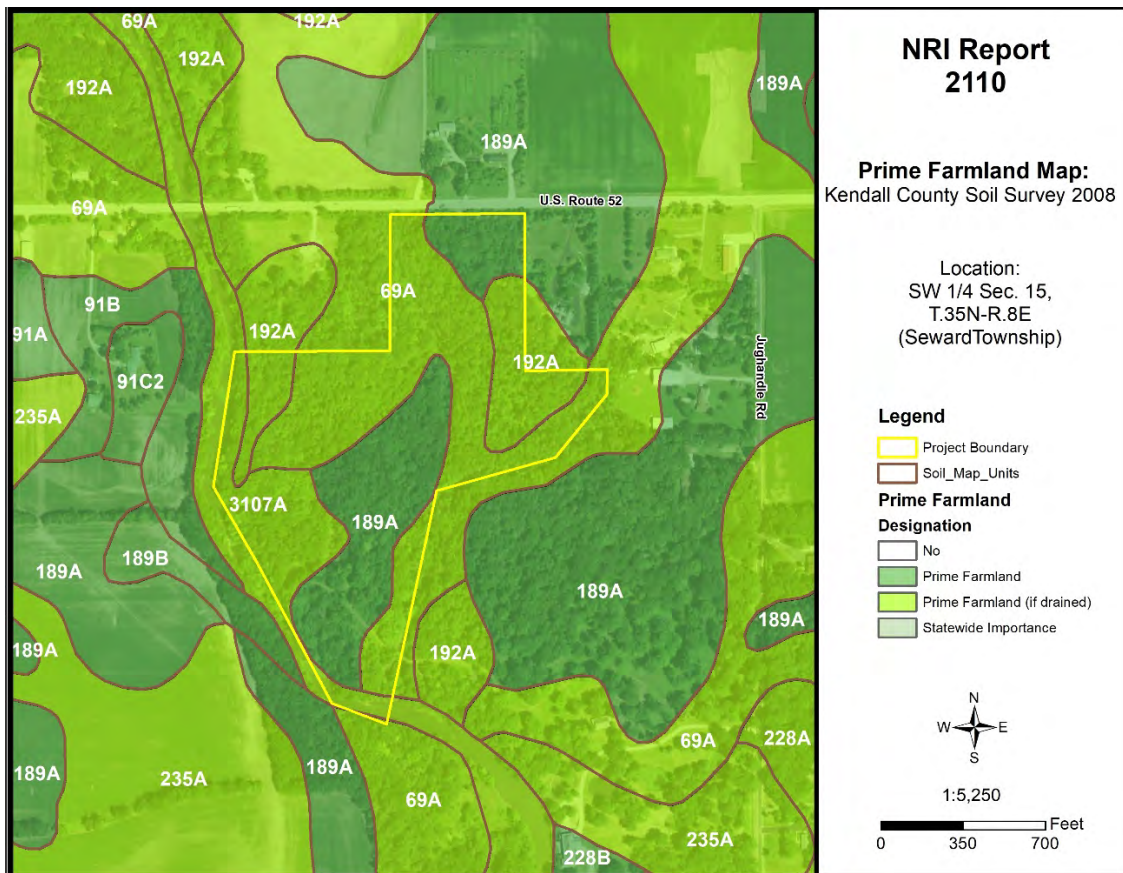 69A
192A
192A
192A
189A
189A
U.S. Route 52
69A
69A
91B
192A
91A
192A
91C2
Jughandle Rd
235A
3107A
189A
189B
189A
189A
189A
189A
192A
69A
228A
189A
235A
189A
69A
235A
228B
NRI Report
2110
Prime Farmland Map:
Kendall County Soil Survey 2008
Location:
SW 1/4 Sec. 15,
T.35N-R.8E
(SewardTownship)
Legend
Project Boundary
Soil_Map_Units
Prime Farmland
Designation
No
Prime Farmland
Prime Farmland (if drained)
Statewide Importance
N
W E
S
1:5,250
Feet
0 350 700